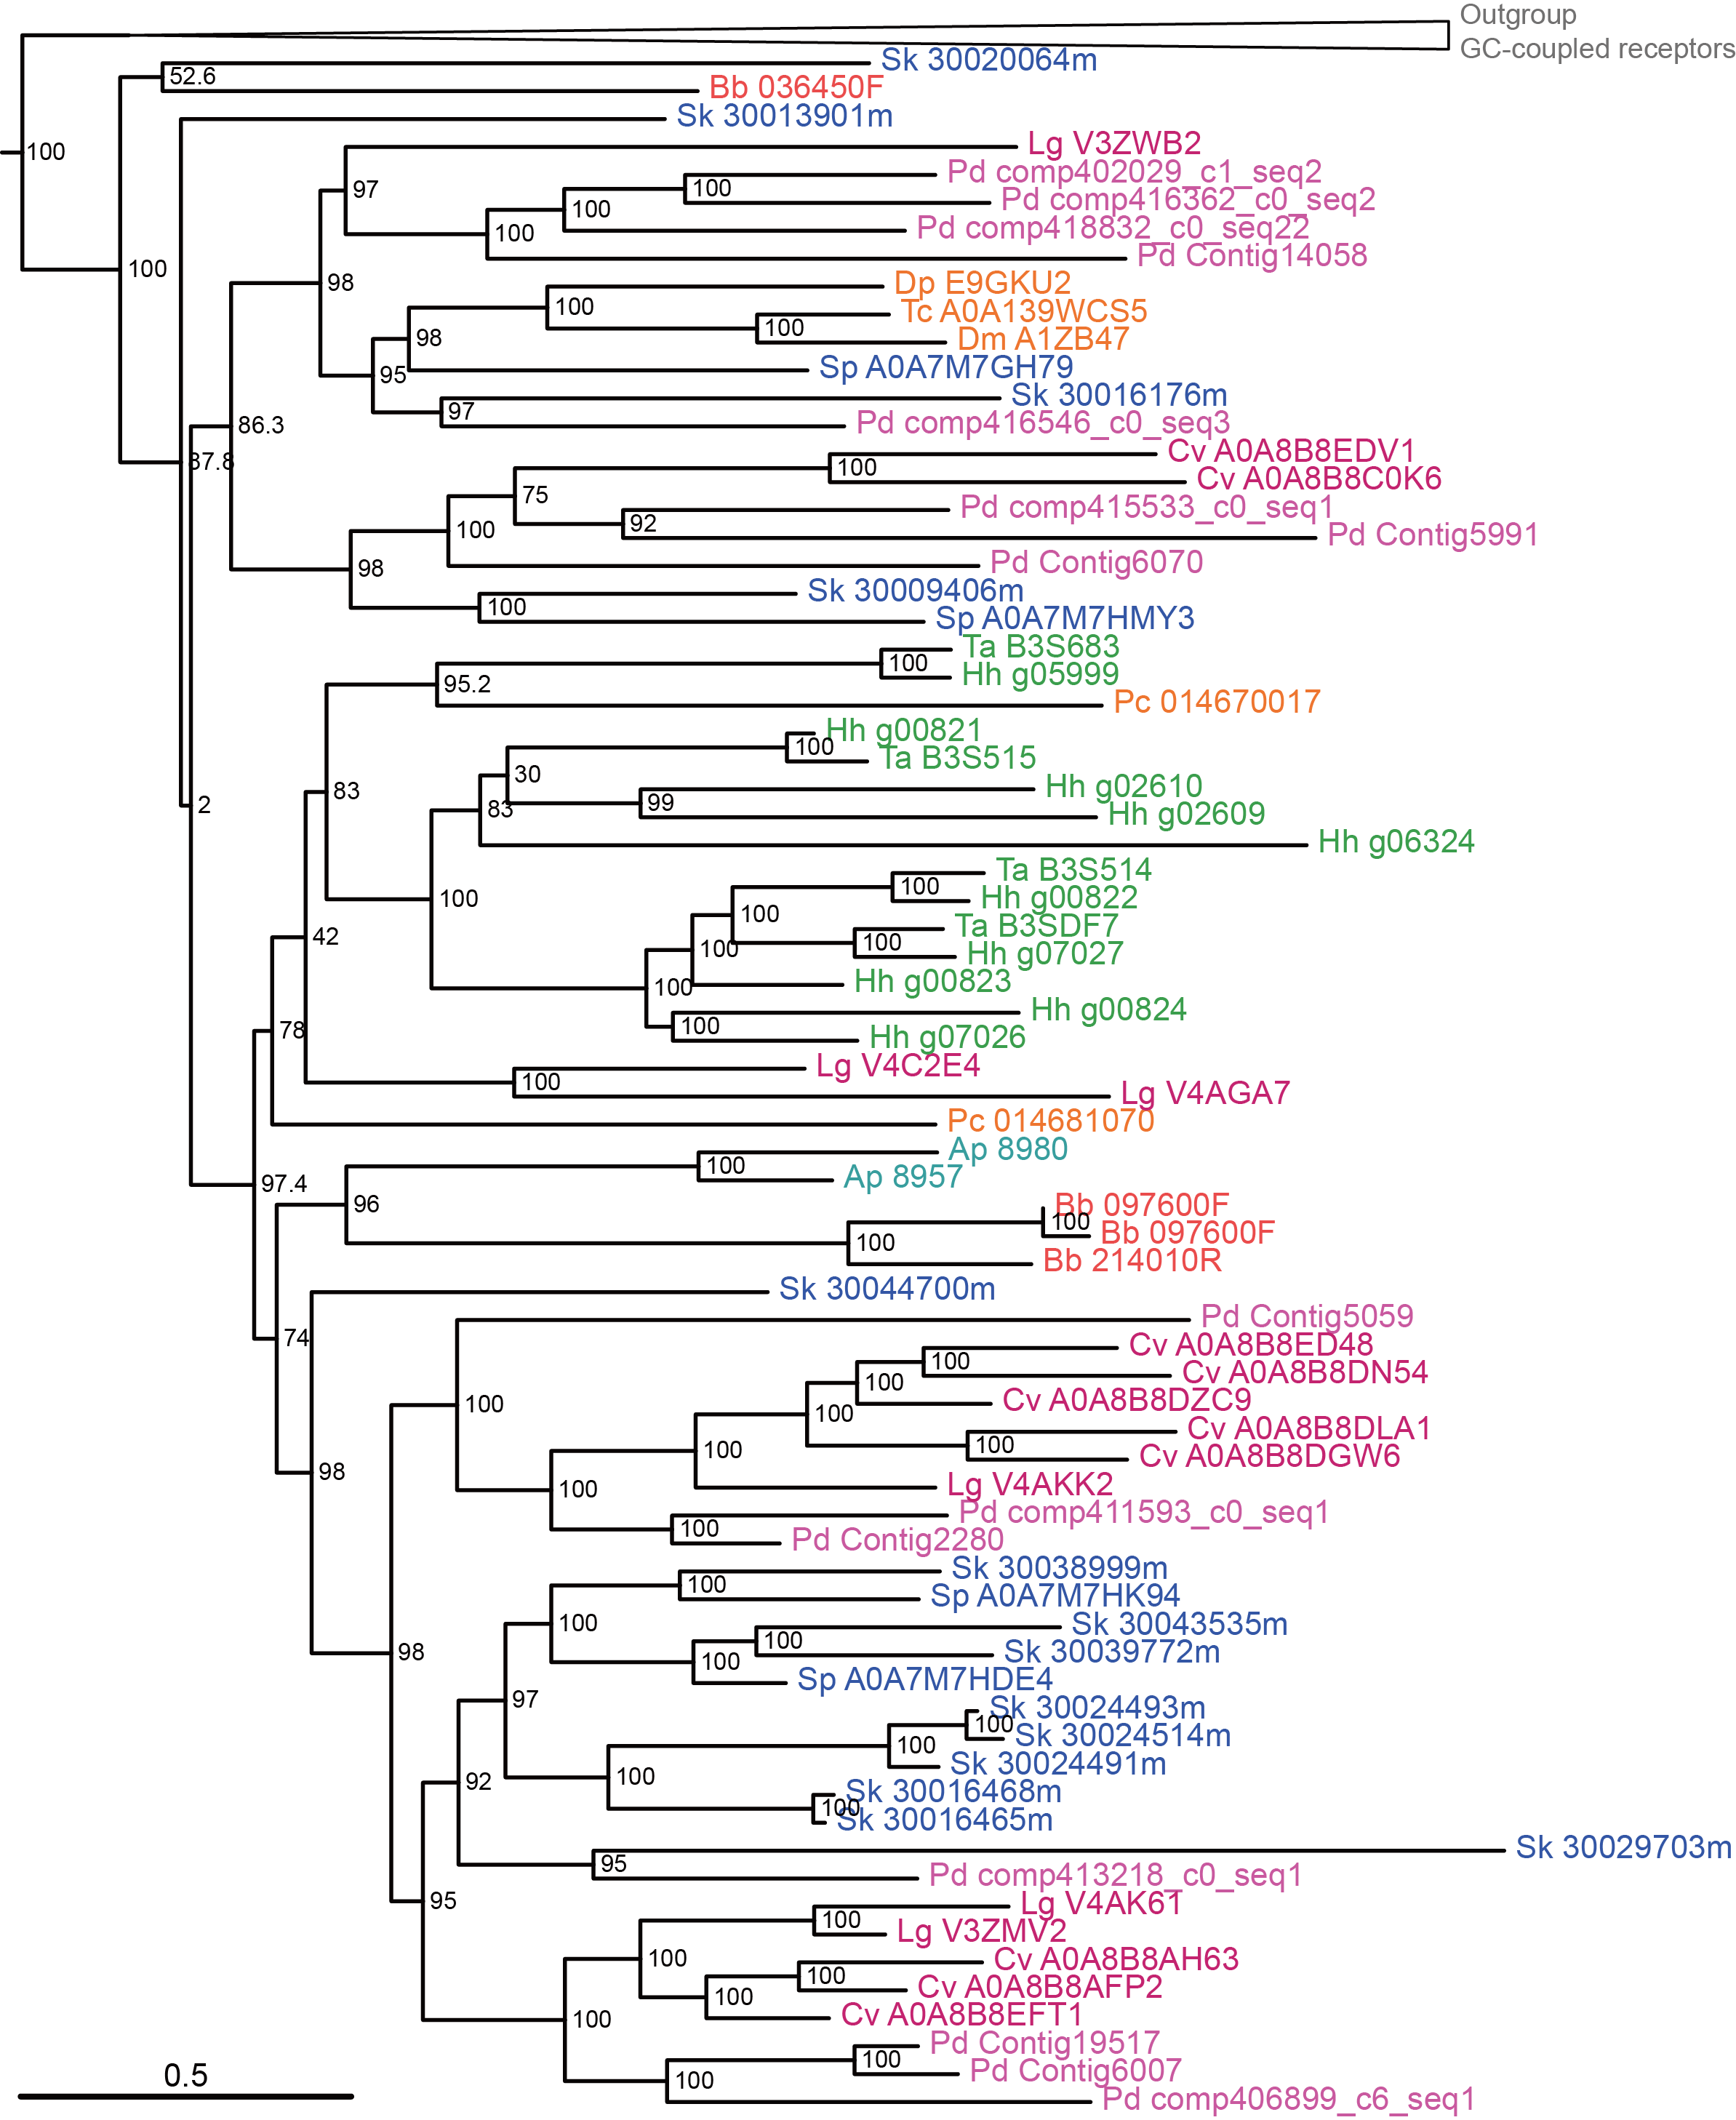 Outgroup
GC-coupled receptors
Sk 30020064m
52.6
Bb 036450F
Sk 30013901m
100
Lg V3ZWB2
Pd comp402029_c1_seq2
97
100
Pd comp416362_c0_seq2
100
Pd comp418832_c0_seq22
100
Pd Contig14058
100
98
Dp E9GKU2
100
Tc A0A139WCS5
100
98
Dm A1ZB47
Sp A0A7M7GH79
95
Sk 30016176m
97
86.3
Pd comp416546_c0_seq3
Cv A0A8B8EDV1
37.8
100
Cv A0A8B8C0K6
75
Pd comp415533_c0_seq1
92
100
Pd Contig5991
98
Pd Contig6070
Sk 30009406m
100
Sp A0A7M7HMY3
Ta B3S683
100
Hh g05999
95.2
Pc 014670017
Hh g00821
100
Ta B3S515
30
Hh g02610
83
99
2
83
Hh g02609
Hh g06324
Ta B3S514
100
Hh g00822
100
100
Ta B3SDF7
100
42
100
Hh g07027
Hh g00823
100
Hh g00824
78
100
Hh g07026
Lg V4C2E4
100
Lg V4AGA7
Pc 014681070
Ap 8980
100
Ap 8957
97.4
96
Bb 097600F
100
Bb 097600F
100
Bb 214010R
Sk 30044700m
Pd Contig5059
74
Cv A0A8B8ED48
100
Cv A0A8B8DN54
100
Cv A0A8B8DZC9
100
100
Cv A0A8B8DLA1
100
100
Cv A0A8B8DGW6
98
Lg V4AKK2
100
Pd comp411593_c0_seq1
100
Pd Contig2280
Sk 30038999m
100
Sp A0A7M7HK94
100
Sk 30043535m
100
98
Sk 30039772m
100
Sp A0A7M7HDE4
97
Sk 30024493m
100
Sk 30024514m
100
Sk 30024491m
92
100
Sk 30016468m
100
Sk 30016465m
Sk 30029703m
95
Pd comp413218_c0_seq1
95
Lg V4AK61
100
Lg V3ZMV2
100
Cv A0A8B8AH63
100
Cv A0A8B8AFP2
100
Cv A0A8B8EFT1
100
Pd Contig19517
100
Pd Contig6007
100
0.5
Pd comp406899_c6_seq1